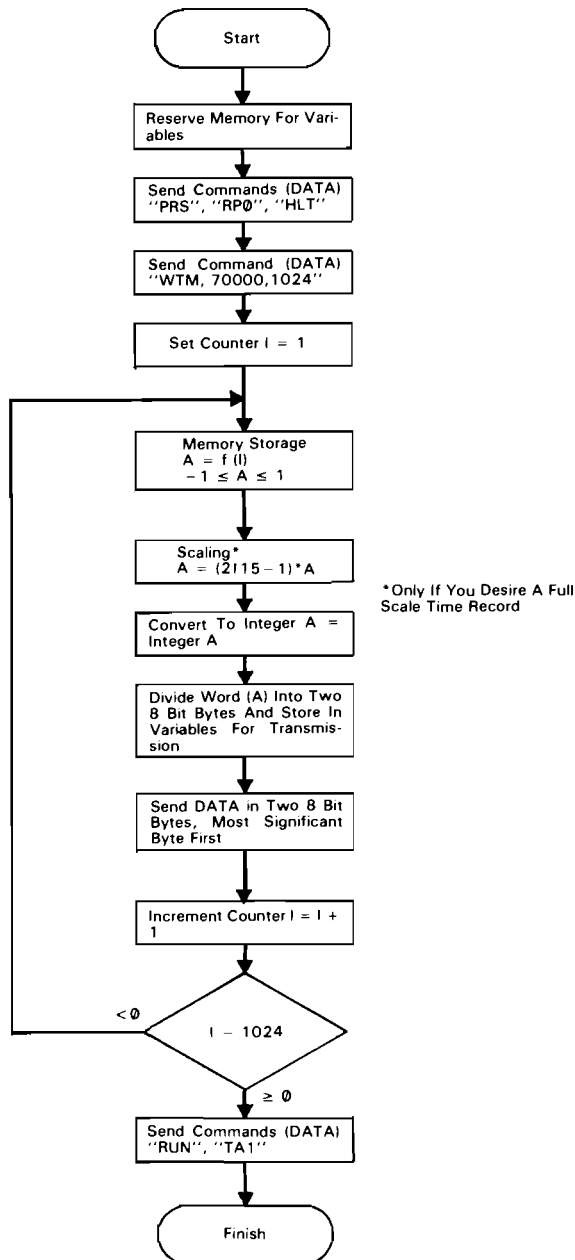 Start
Reserve Memory For Vari-
ables
Send Commands (DATA)
"PRS", "RPØ", "HLT"
Send Command (DATA)
"WTM, 70000,1024"
Set Counter I = 1
Memory Storage
A = f (I)
-1 ≤ A ≤ 1
Scaling*
A = (2↑15-1)*A
*Only If You Desire A Full
Scale Time Record
Convert To Integer A =
Integer A
Divide Word (A) Into Two
8 Bit Bytes And Store In
Variables For Transmis-
sion
Send DATA in Two 8 Bit
Bytes, Most Significant
Byte First
Increment Counter I = I +
1
< Ø
I - 1024
≥ Ø
Send Commands (DATA)
"RUN", "TA1"
Finish